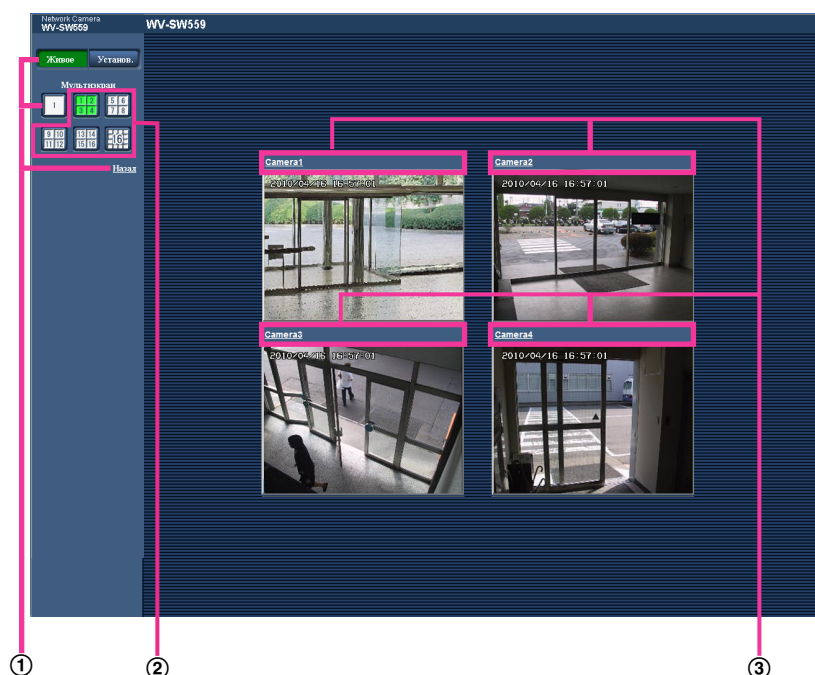 Network Camera
WV-SW559
WV-SW559
Живое
Установ.
Мультиэкран
1
1 2
3 4
5 6
7 8
9 10
11 12
13 14
15 16
16
Назад
Camera1
Camera2
2010/04/16 16:57:01
2010/04/16 16:57:01
Camera3
Camera4
2010/04/16 16:57:01
2010/04/16 16:57:01
①
②
③